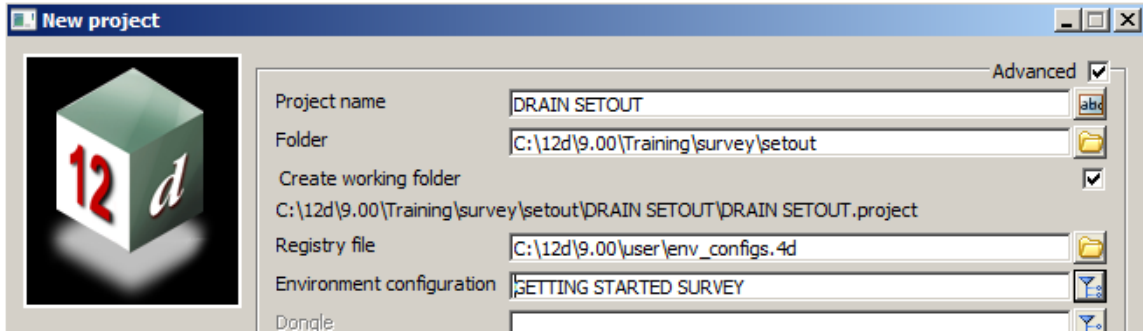 New project
Advanced
Project name DRAIN SETOUT abc
Folder C:\12d\9.00\Training\survey\setout
Create working folder
C:\12d\9.00\Training\survey\setout\DRAIN SETOUT\DRAIN SETOUT.project
Registry file C:\12d\9.00\user\env_configs.4d
Environment configuration GETTING STARTED SURVEY
Dongle
12 d